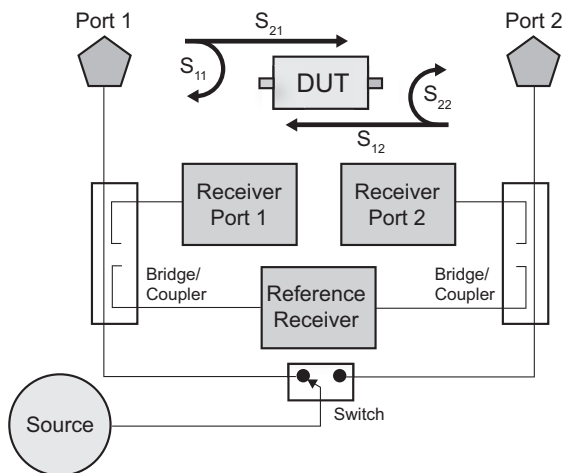 Port 1
Port 2
S21
S11
DUT
S22
S12
Receiver
Port 1
Receiver
Port 2
Bridge/
Coupler
Reference
Receiver
Bridge/
Coupler
Source
Switch